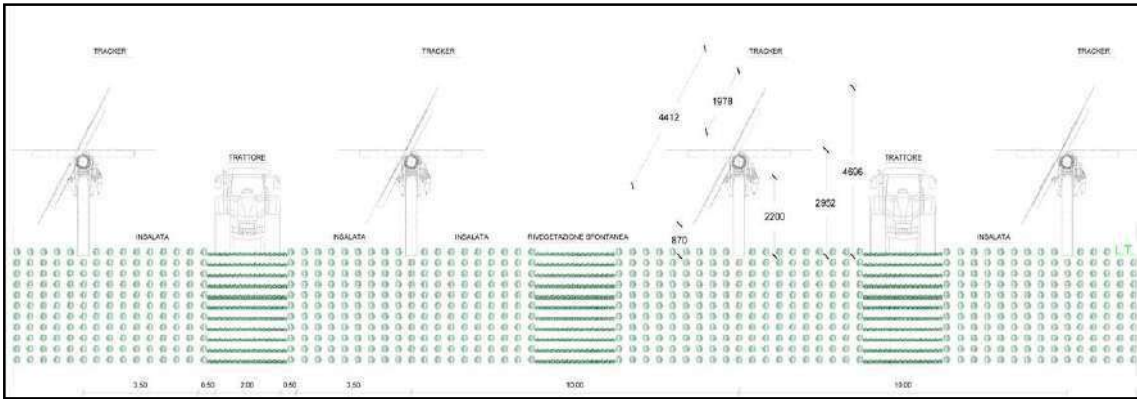 TRACKER
TRACKER
TRACKER
TRACKER
4412
1978
4696
TRATTORE
TRATTORE
2952
2200
870
INSALATA
INSALATA
INSALATA
RIVEGETAZIONE SPONTANEA
INSALATA
L.T.
3.50
0.50
2.00
0.50
3.50
10.00
10.00